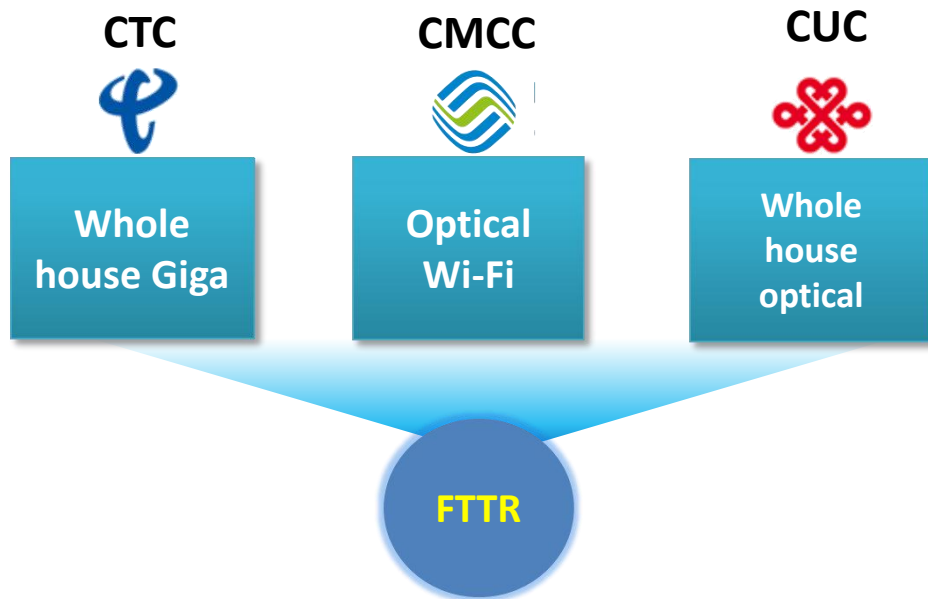 CTC
CMCC
CUC
Whole
house Giga
Optical
Wi-Fi
Whole
house
optical
FTTR